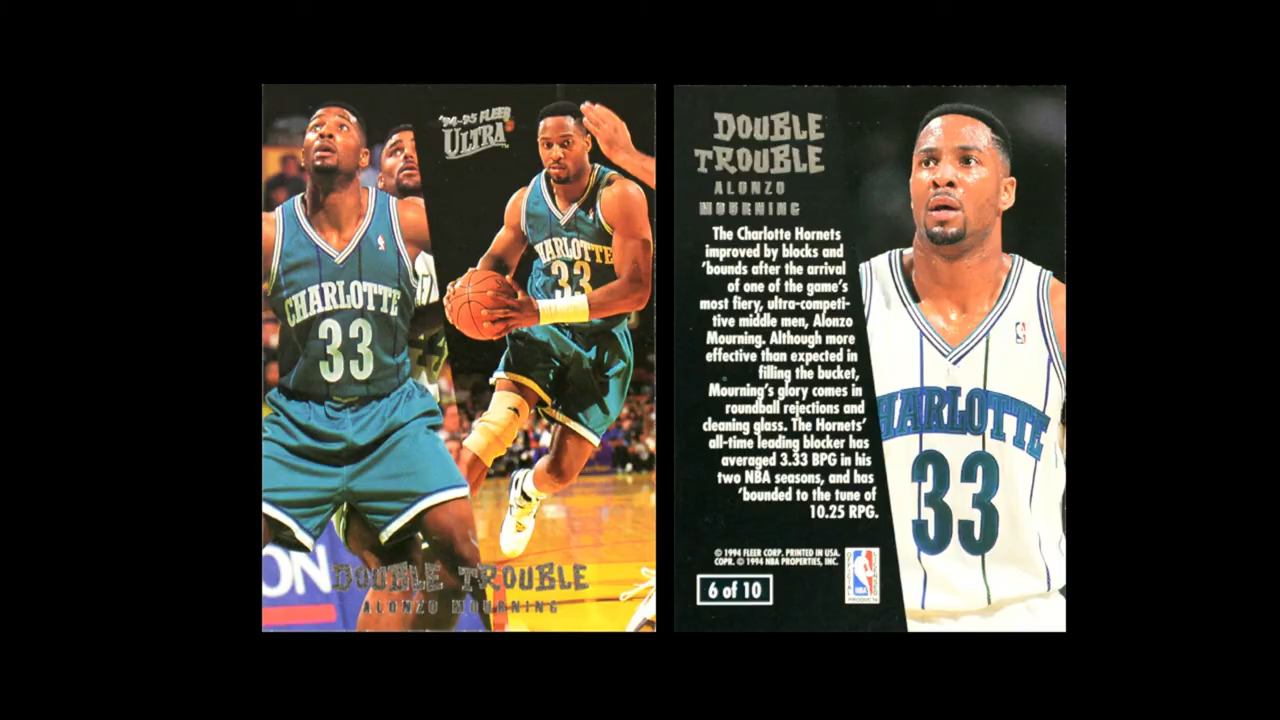 '94-95 FLEER
ULTRA
CHARLOTTE
33
HARLOTTE
33
ON
DOUBLE TROUBLE
ALONZO MOURNING
DOUBLE
TROUBLE
ALONZO
MOURNING
The Charlotte Hornets
improved by blocks and
'bounds after the arrival
of one of the game's
most fiery, ultra-competi-
tive middle men, Alonzo
Mourning. Although more
effective than expected in
filling the bucket,
Mourning's glory comes in
roundball rejections and
cleaning glass. The Hornets'
all-time leading blocker has
averaged 3.33 BPG in his
two NBA seasons, and has
'bounded to the tune of
10.25 RPG.
© 1994 FLEER CORP. PRINTED IN USA.
COPR. © 1994 NBA PROPERTIES, INC.
6 of 10
NBA
HARLOTTE
33